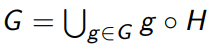 G = ⋃_{g∈G} g ∘ H